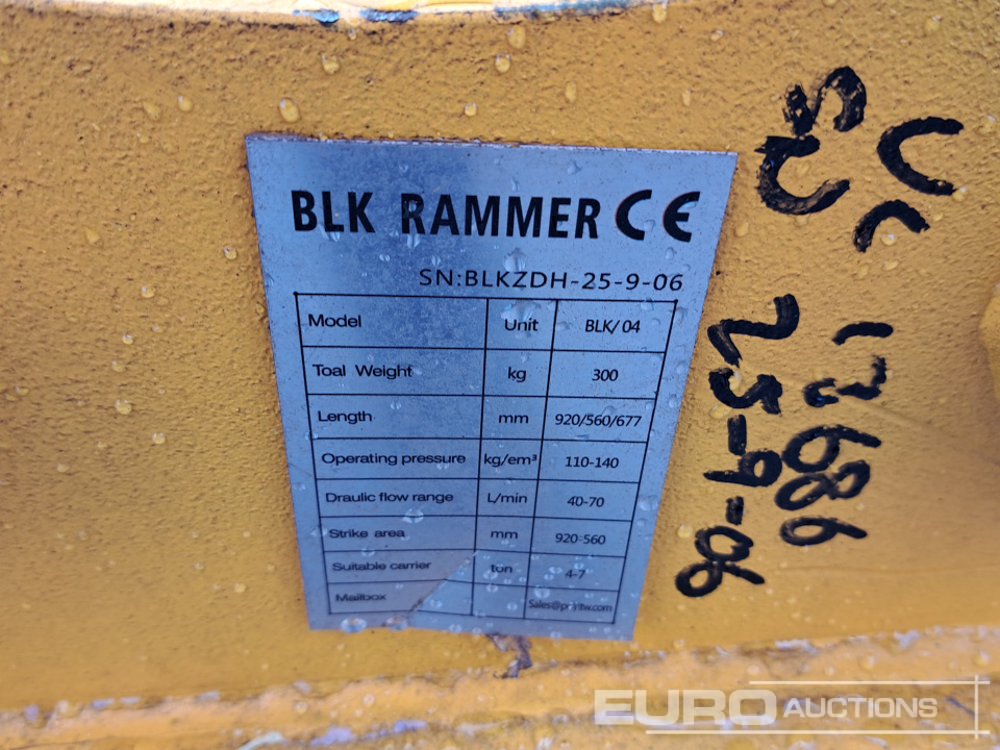 BLK RAMMER CE
SN:BLKZDH-25-9-06
Model Unit BLK/04
Toal Weight kg 300
Length mm 920/560/677
Operating pressure kg/em³ 110-140
Draulic flow range L/min 40-70
Strike area mm 920*560
Suitable carrier ton 4-7
Mailbox
25-9-06
13686
EURO AUCTIONS